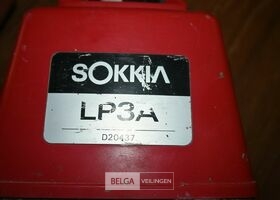 SOKKIA
LP3A
D20437
BELGA VEILINGEN